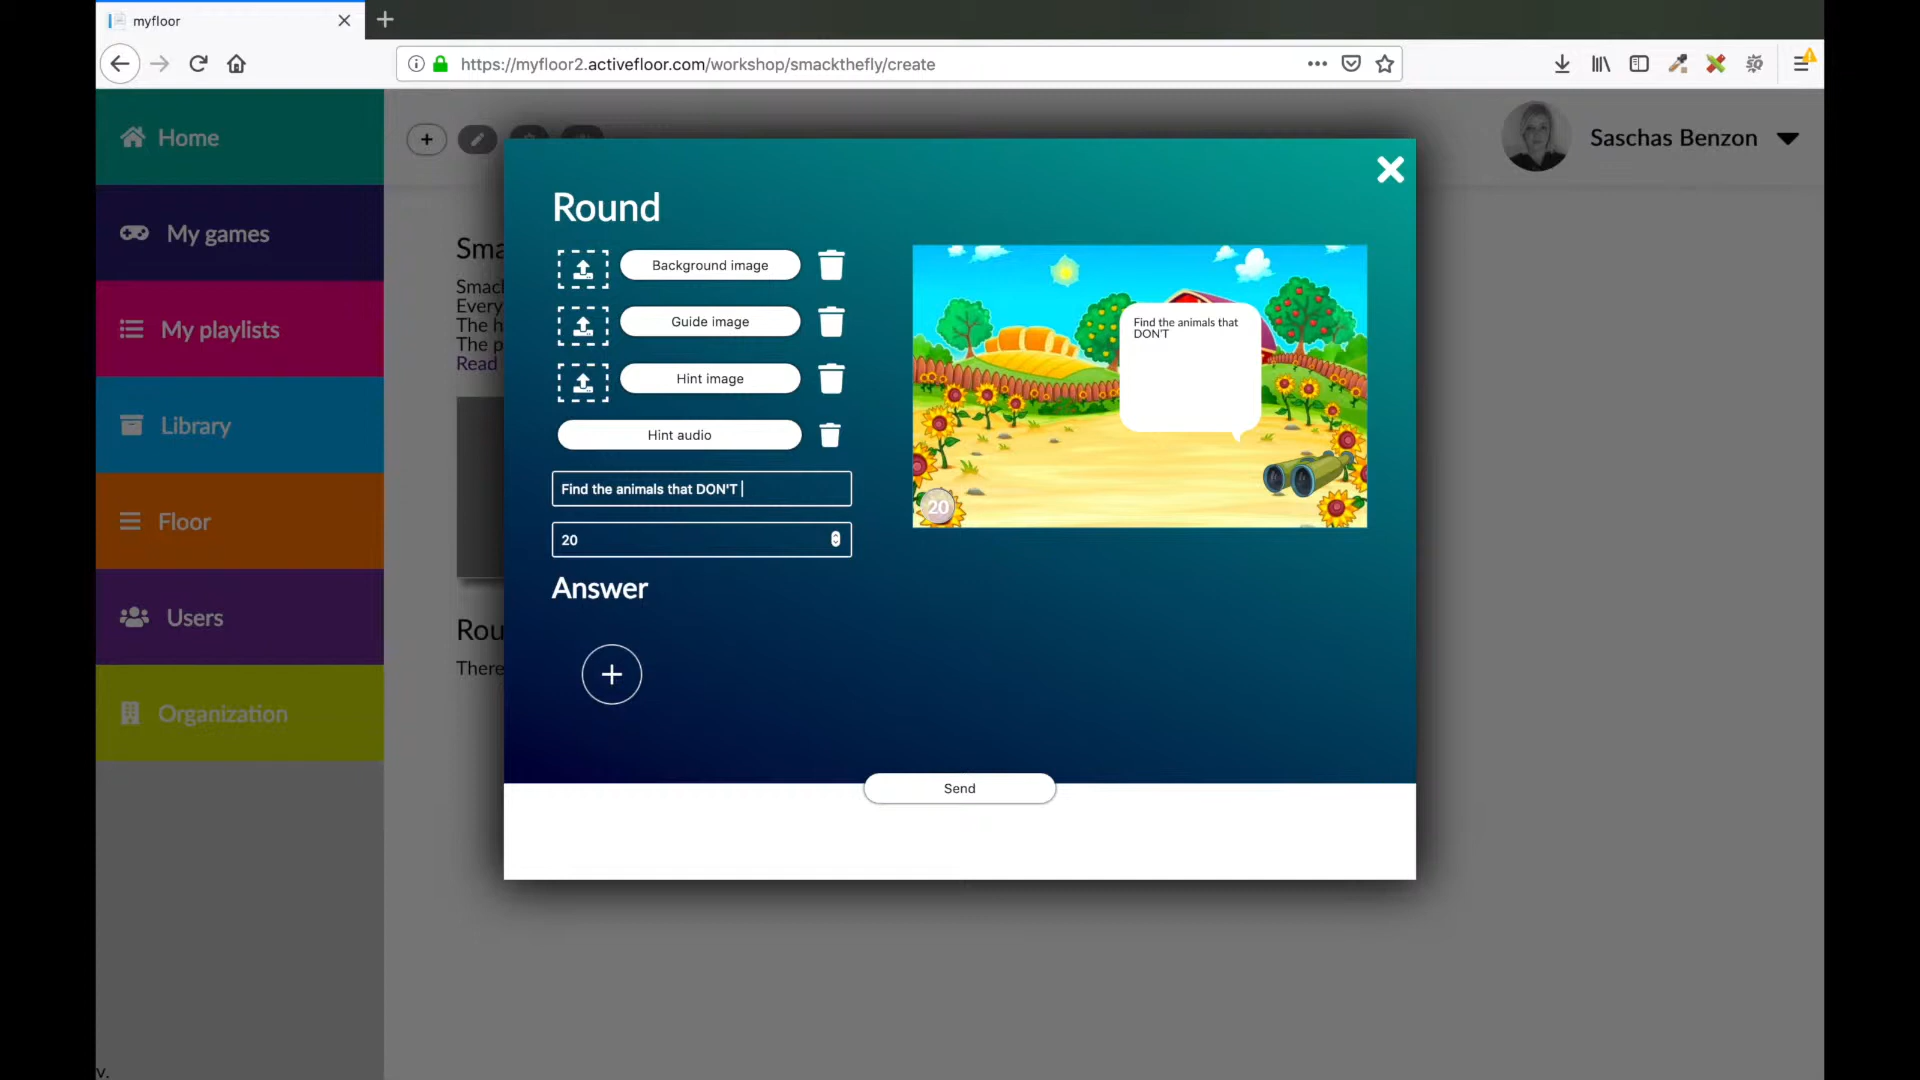 myfloor
https://myfloor2.activefloor.com/workshop/smackthefly/create
Home
My games
My playlists
Library
Floor
Users
Organization
Saschas Benzon
Sma
Smac
Every
The h
The p
Read
Rou
There
Round
Background image
Guide image
Hint image
Hint audio
Find the animals that DON'T
20
Answer
Send
Find the animals that
DON'T
20
v.